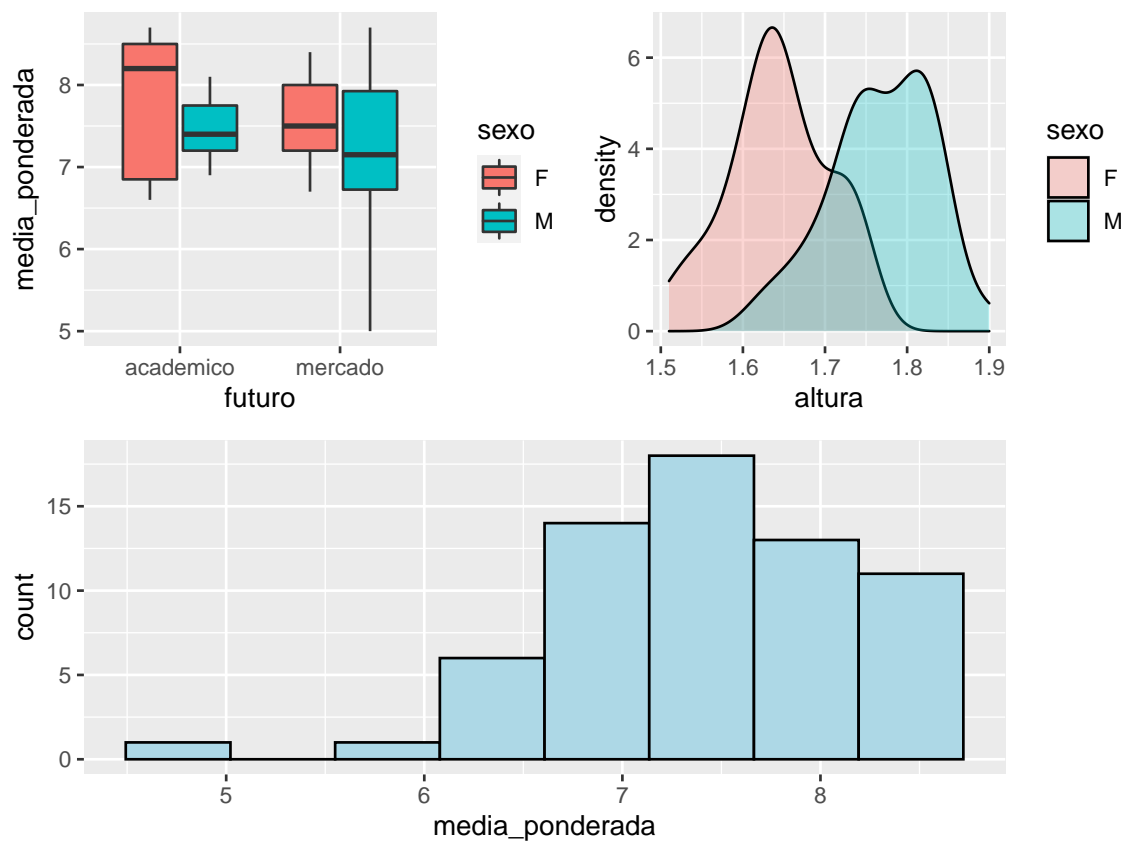 8
7
6
5
media_ponderada
academico mercado
futuro
sexo
F
M
6
4
2
0
density
1.5 1.6 1.7 1.8 1.9
altura
sexo
F
M
15
10
5
0
count
5 6 7 8
media_ponderada